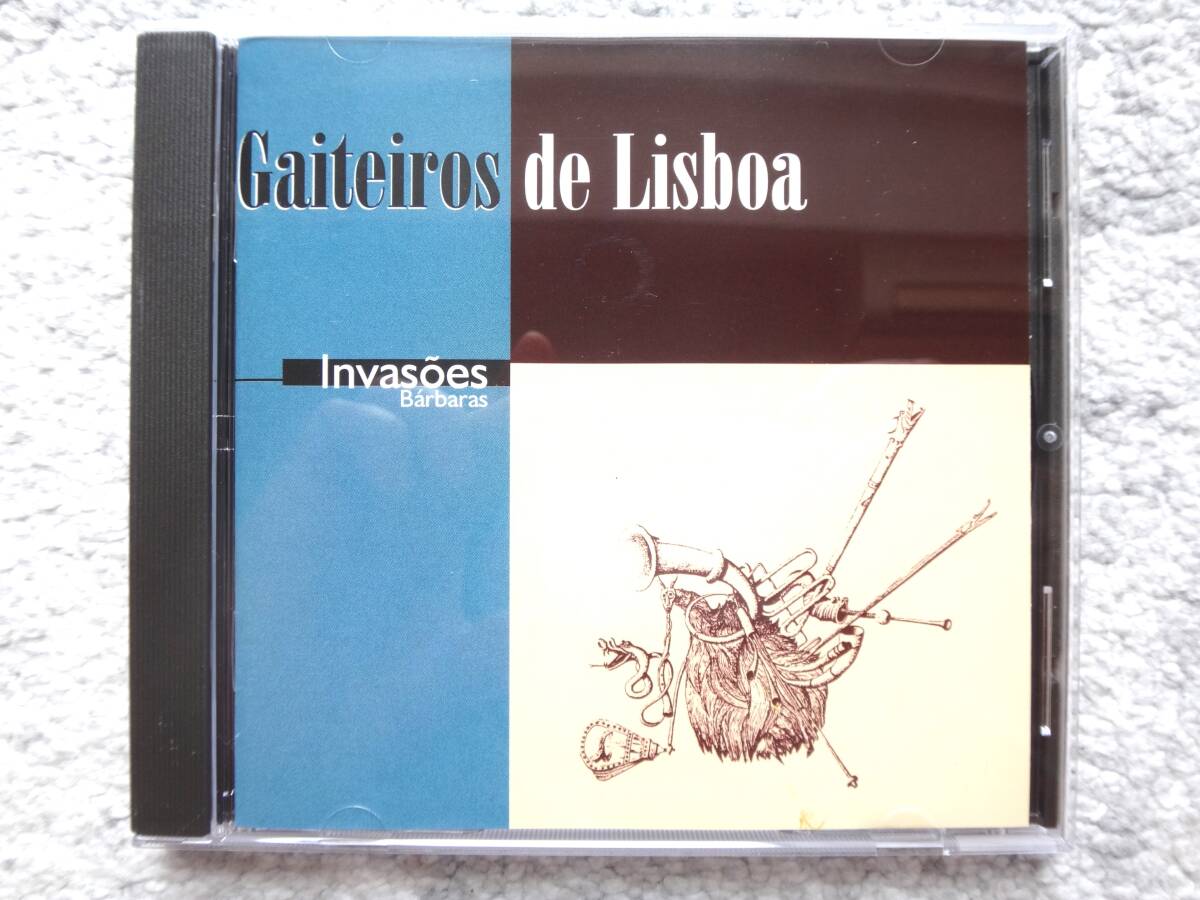 Gaiteiros de Lisboa
Invasões
Bárbaras